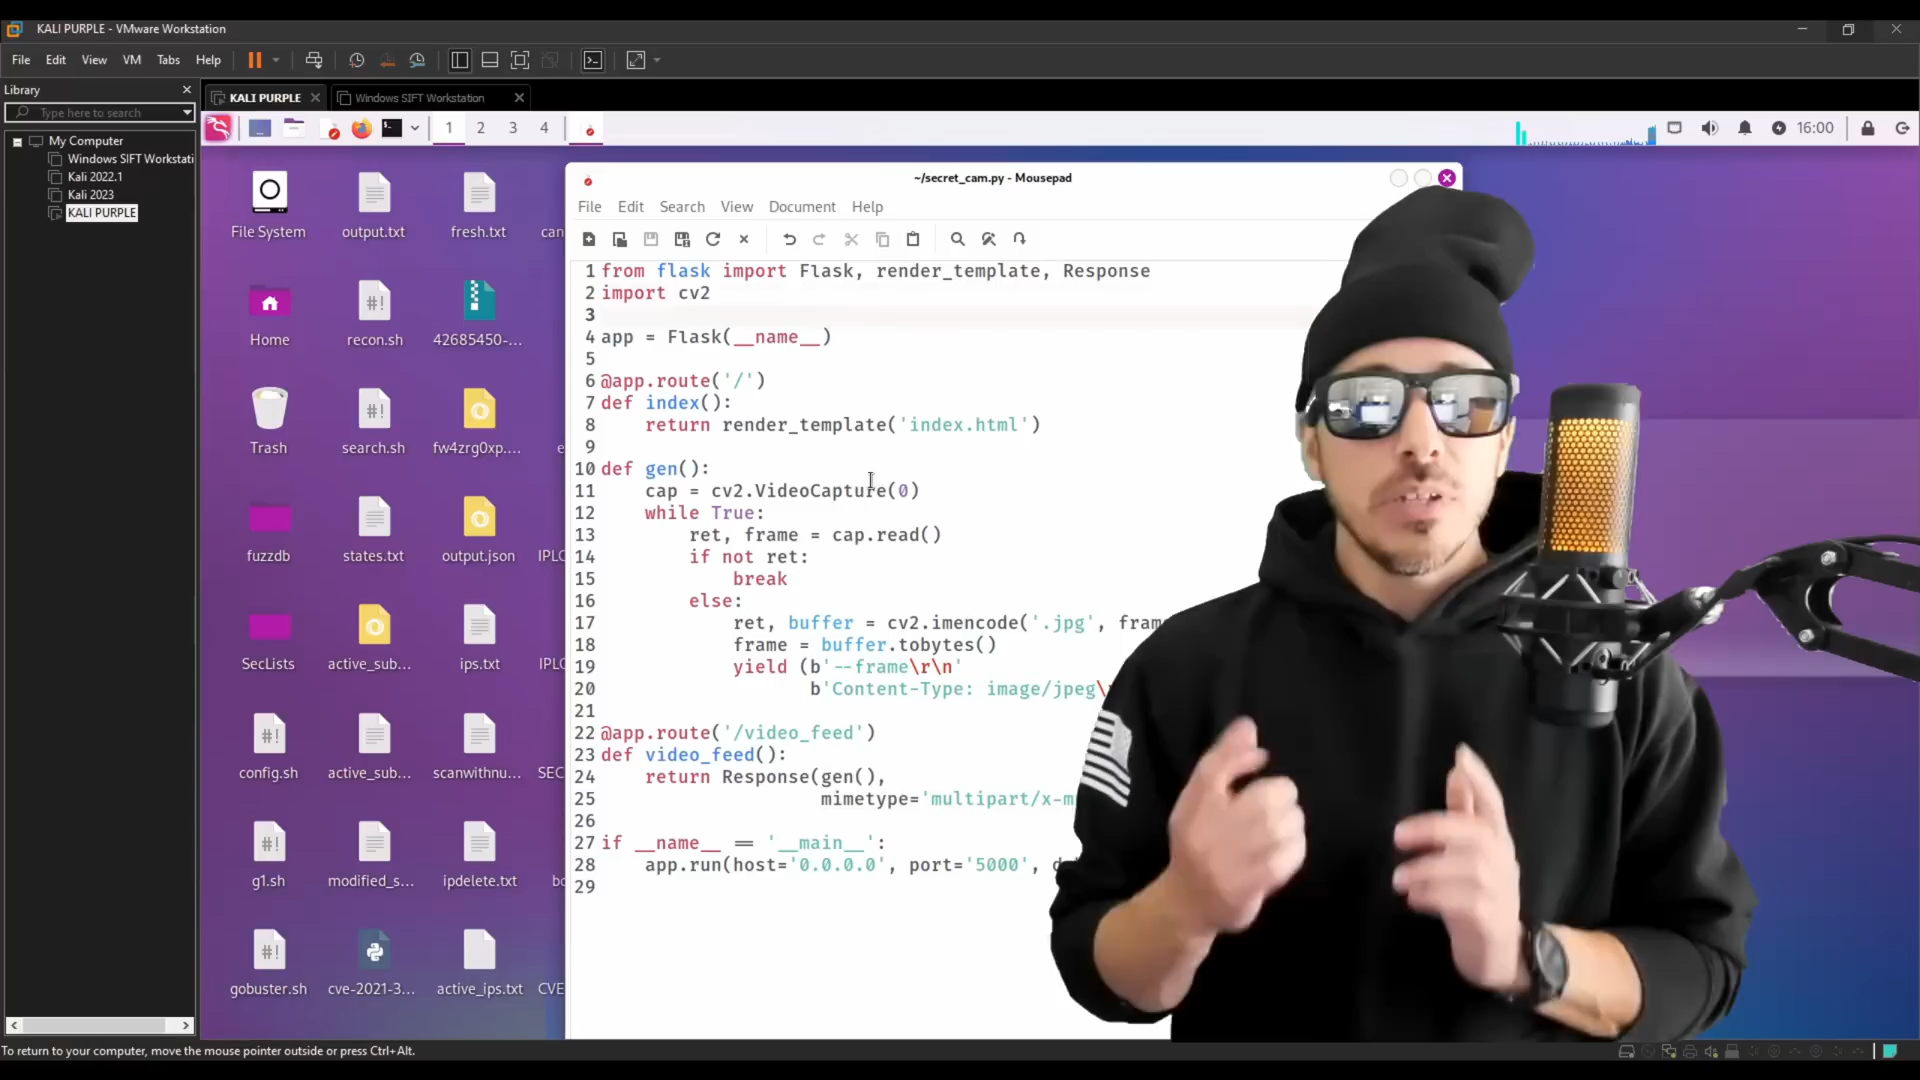 KALI PURPLE - VMware Workstation
File Edit View VM Tabs Help
Library
Type here to search
My Computer
Windows SIFT Workstati
Kali 2022.1
Kali 2023
KALI PURPLE
KALI PURPLE
Windows SIFT Workstation
1 2 3 4
16:00
File System output.txt fresh.txt can
Home recon.sh 42685450-...
Trash search.sh fw4zrg0xp.... e
fuzzdb states.txt output.json IPLO
SecLists active_sub... ips.txt IPLO
config.sh active_sub... scanwithnu... SEC
g1.sh modified_s... ipdelete.txt bo
gobuster.sh cve-2021-3... active_ips.txt CVE
~/secret_cam.py - Mousepad
File Edit Search View Document Help
1 from flask import Flask, render_template, Response
2 import cv2
3
4 app = Flask(__name__)
5
6 @app.route('/')
7 def index():
8     return render_template('index.html')
9
10 def gen():
11     cap = cv2.VideoCapture(0)
12     while True:
13         ret, frame = cap.read()
14         if not ret:
15             break
16         else:
17             ret, buffer = cv2.imencode('.jpg', fram
18             frame = buffer.tobytes()
19             yield (b'--frame\r\n'
20                    b'Content-Type: image/jpeg\
21
22 @app.route('/video_feed')
23 def video_feed():
24     return Response(gen(),
25                     mimetype='multipart/x-m
26
27 if __name__ == '__main__':
28     app.run(host='0.0.0.0', port='5000', d
29
To return to your computer, move the mouse pointer outside or press Ctrl+Alt.